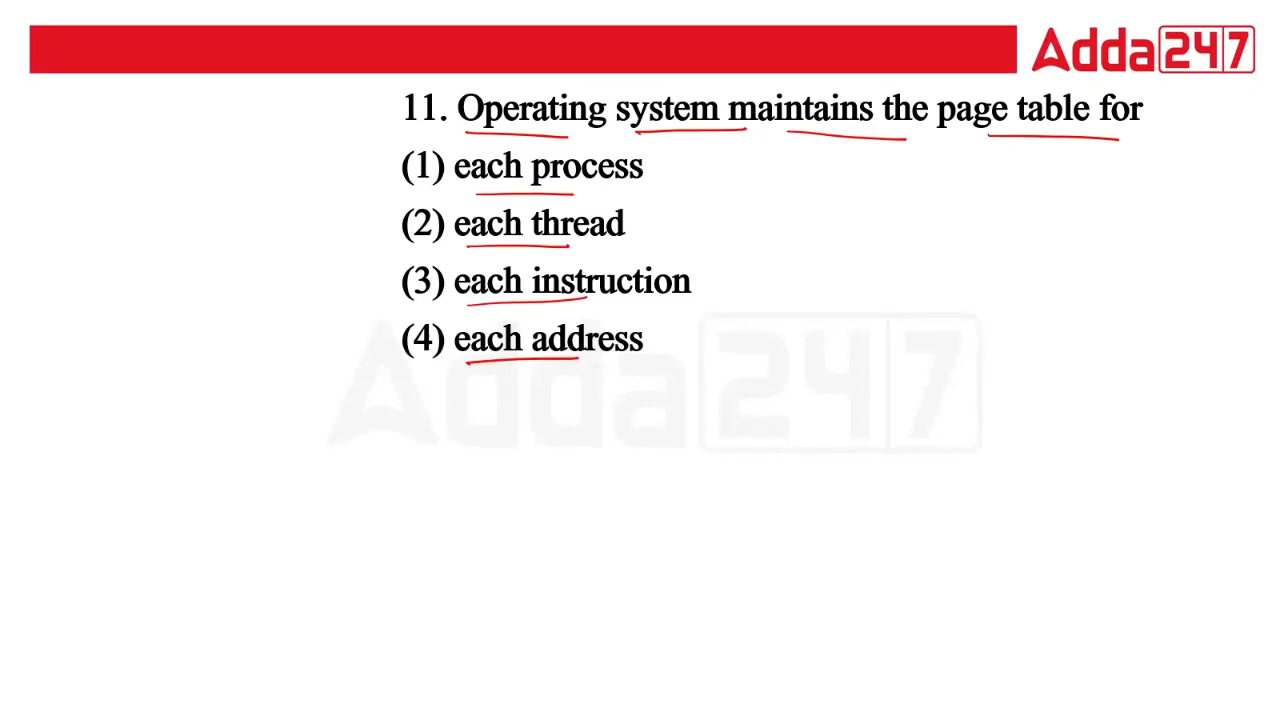 Adda247
11. Operating system maintains the page table for
(1) each process
(2) each thread
(3) each instruction
(4) each address
Adda247